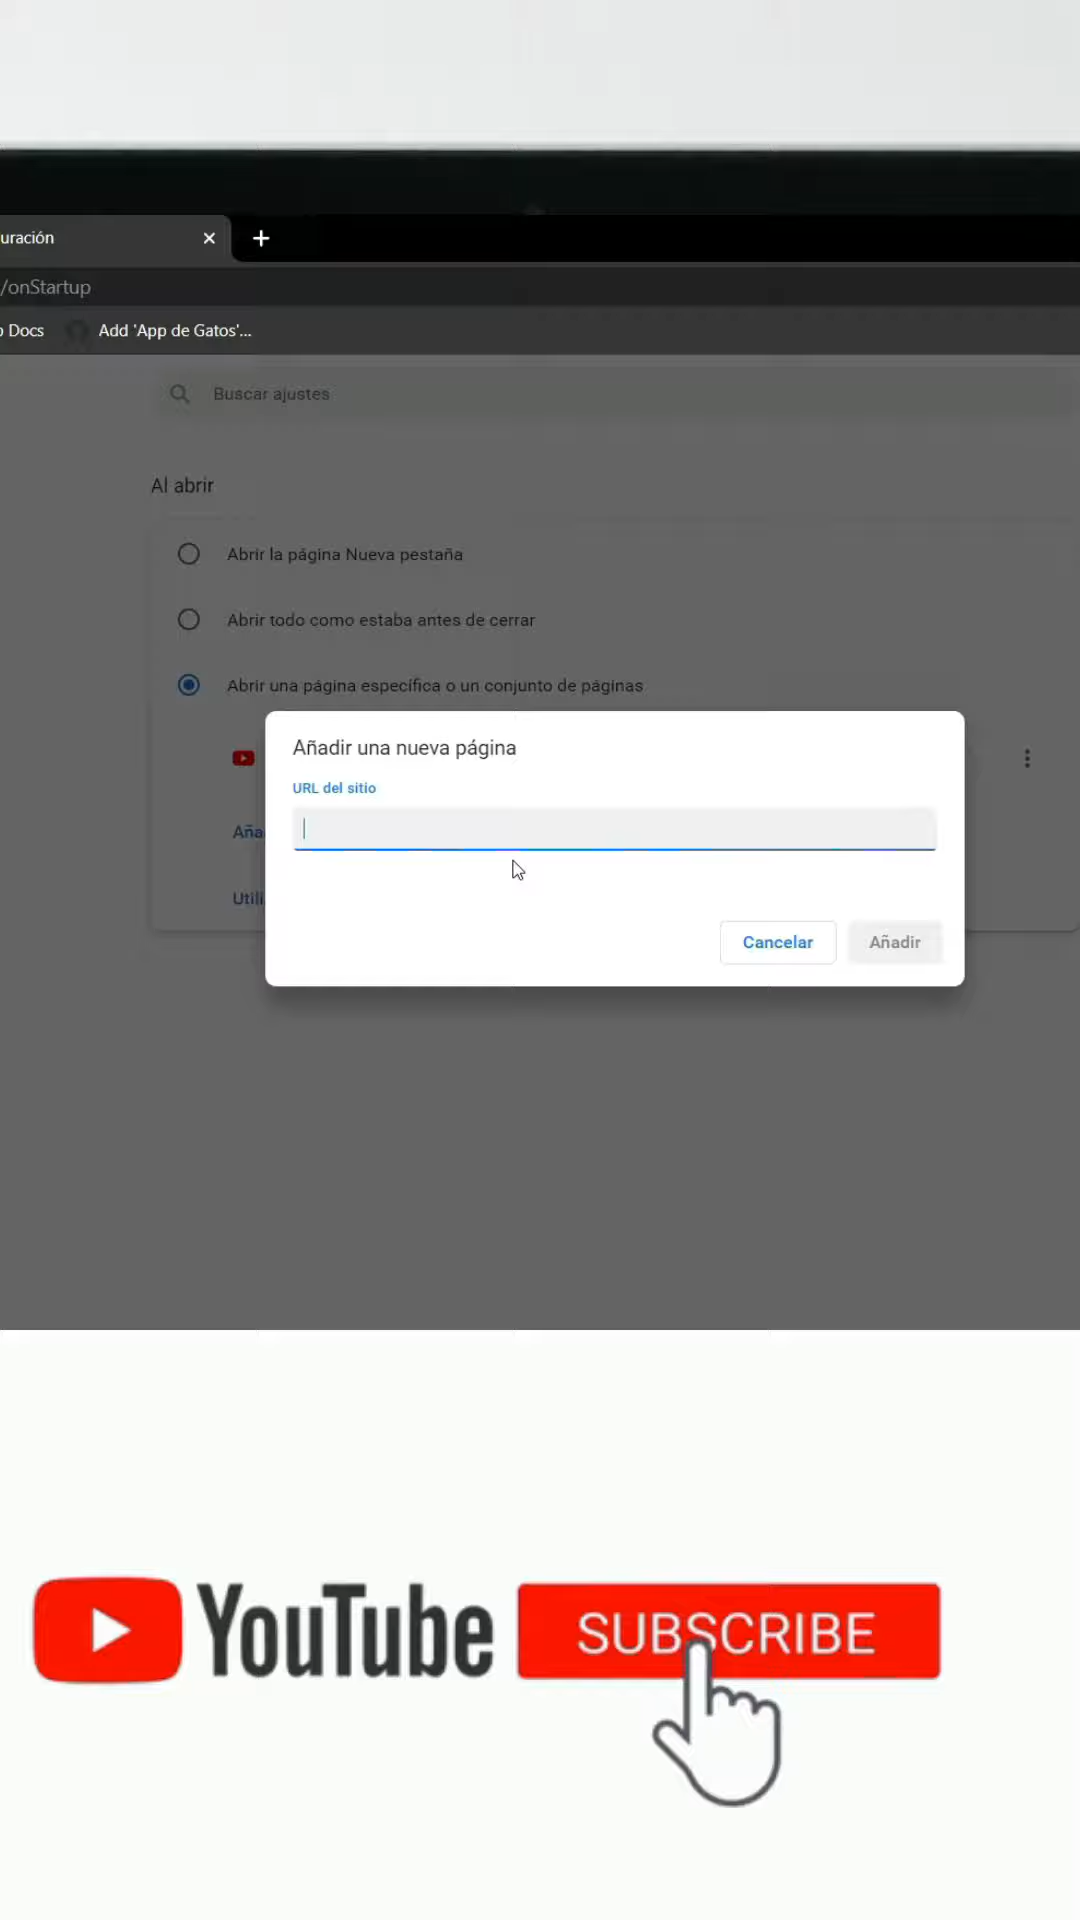 uración
/onStartup
Docs
Add 'App de Gatos'...
Buscar ajustes
Al abrir
Abrir la página Nueva pestaña
Abrir todo como estaba antes de cerrar
Abrir una página específica o un conjunto de páginas
Añadir una nueva página
URL del sitio
Aña
Utili
Cancelar
Añadir
YouTube
SUBSCRIBE